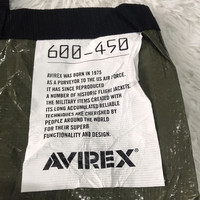 600-450
AVIREX WAS BORN IN 1975
AS A PURVEYOR TO THE US AIR FORCE.
IT HAS SINCE REPRODUCED
A NUMBER OF HISTORIC FLIGHT JACKETS.
THE MILITARY ITEMS CREATED WITH
ITS LONG ACCUMULATED RELIABLE
TECHNIQUES ARE CHERISHED BY
PEOPLE AROUND THE WORLD
FOR THEIR SUPERB
FUNCTIONALITY AND DESIGN.
AVIREX®